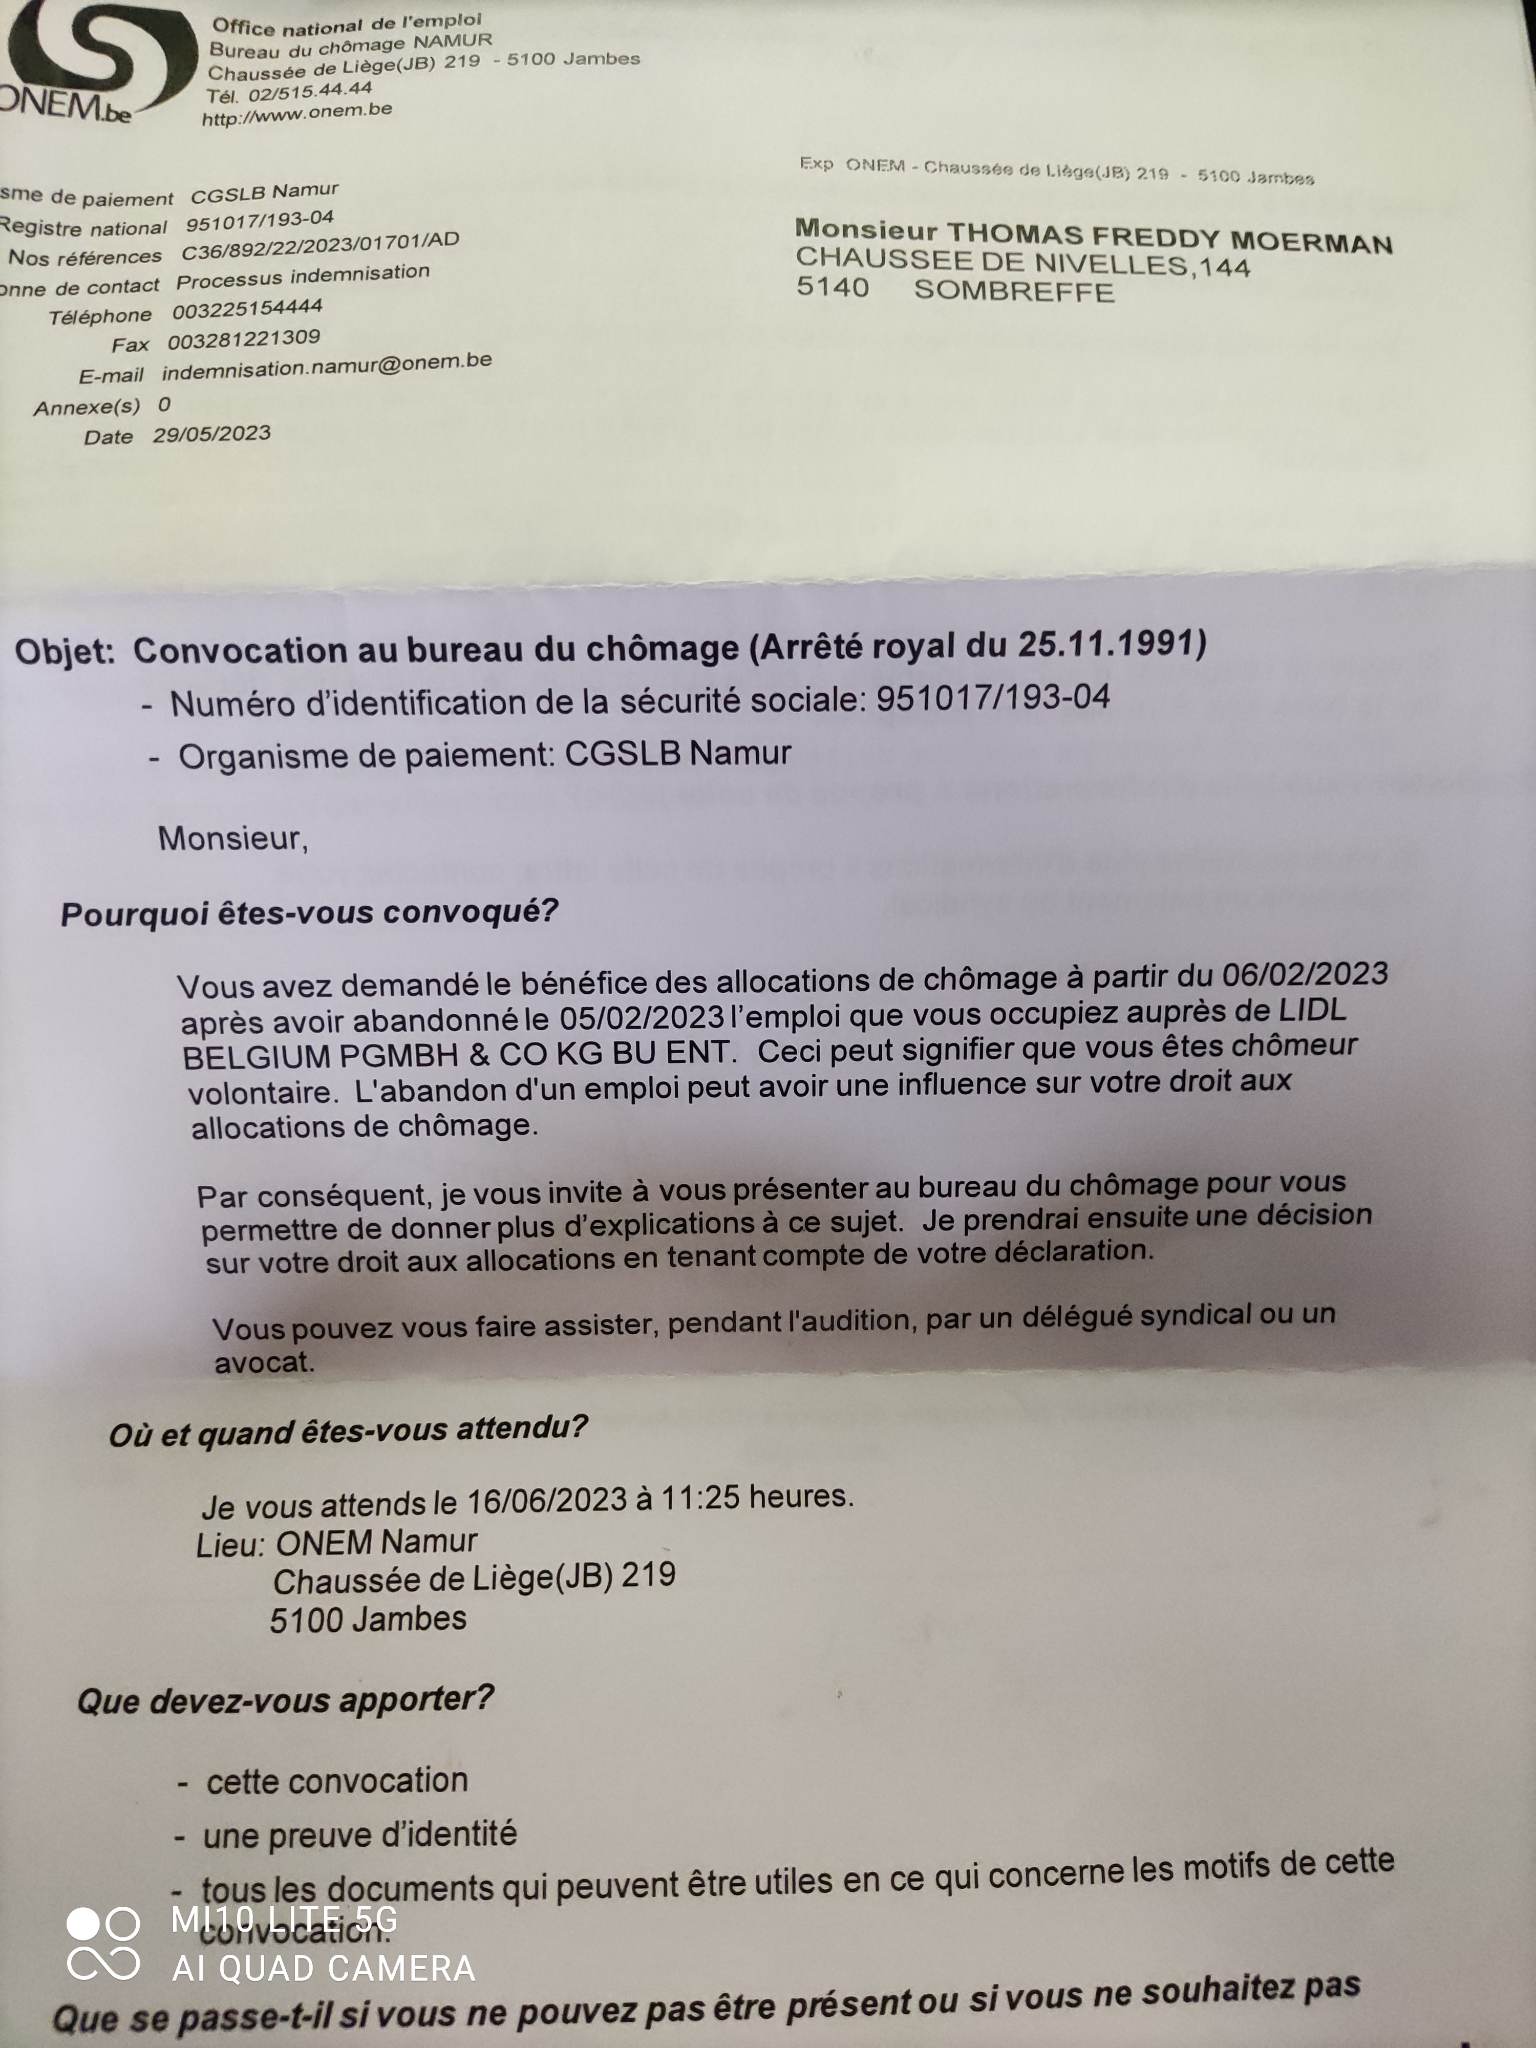 ONEM.be
Office national de l'emploi
Bureau du chômage NAMUR
Chaussée de Liège(JB) 219 - 5100 Jambes
Tél. 02/515.44.44
http://www.onem.be
Exp ONEM - Chaussée de Liège(JB) 219 - 5100 Jambes
sme de paiement CGSLB Namur
Registre national 951017/193-04
Nos références C36/892/22/2023/01701/AD
onne de contact Processus indemnisation
Téléphone 003225154444
Fax 003281221309
E-mail indemnisation.namur@onem.be
Annexe(s) 0
Date 29/05/2023
Monsieur THOMAS FREDDY MOERMAN
CHAUSSEE DE NIVELLES,144
5140 SOMBREFFE
Objet: Convocation au bureau du chômage (Arrêté royal du 25.11.1991)
- Numéro d'identification de la sécurité sociale: 951017/193-04
- Organisme de paiement: CGSLB Namur
Monsieur,
Pourquoi êtes-vous convoqué?
Vous avez demandé le bénéfice des allocations de chômage à partir du 06/02/2023
après avoir abandonné le 05/02/2023 l'emploi que vous occupiez auprès de LIDL
BELGIUM PGMBH & CO KG BU ENT. Ceci peut signifier que vous êtes chômeur
volontaire. L'abandon d'un emploi peut avoir une influence sur votre droit aux
allocations de chômage.
Par conséquent, je vous invite à vous présenter au bureau du chômage pour vous
permettre de donner plus d'explications à ce sujet. Je prendrai ensuite une décision
sur votre droit aux allocations en tenant compte de votre déclaration.
Vous pouvez vous faire assister, pendant l'audition, par un délégué syndical ou un
avocat.
Où et quand êtes-vous attendu?
Je vous attends le 16/06/2023 à 11:25 heures.
Lieu: ONEM Namur
Chaussée de Liège(JB) 219
5100 Jambes
Que devez-vous apporter?
- cette convocation
- une preuve d'identité
- tous les documents qui peuvent être utiles en ce qui concerne les motifs de cette
convocation.
MI10 LITE 5G
AI QUAD CAMERA
Que se passe-t-il si vous ne pouvez pas être présent ou si vous ne souhaitez pas